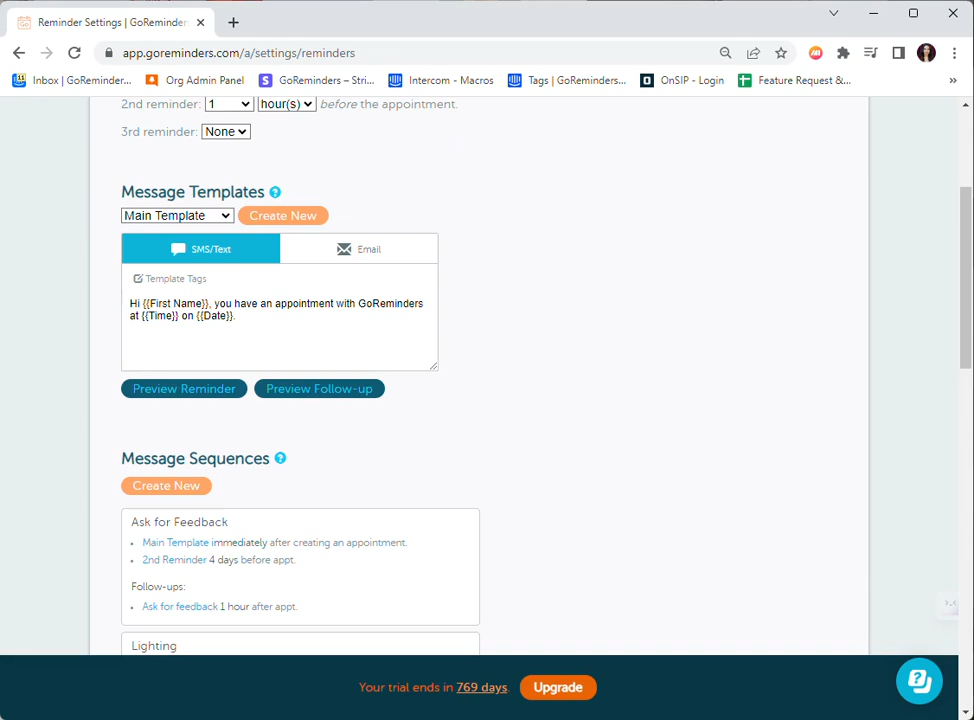 Reminder Settings | GoReminder
app.goreminders.com/a/settings/reminders
Inbox | GoReminder...
Org Admin Panel
GoReminders – Stri...
Intercom - Macros
Tags | GoReminders...
OnSIP - Login
Feature Request &...
»
2nd reminder: 1 hour(s) before the appointment.
3rd reminder: None
Message Templates ?
Main Template Create New
SMS/Text Email
Template Tags
Hi {{First Name}}, you have an appointment with GoReminders
at {{Time}} on {{Date}}.
Preview Reminder Preview Follow-up
Message Sequences ?
Create New
Ask for Feedback
• Main Template immediately after creating an appointment.
• 2nd Reminder 4 days before appt.
Follow-ups:
• Ask for feedback 1 hour after appt.
Lighting
Your trial ends in 769 days. Upgrade